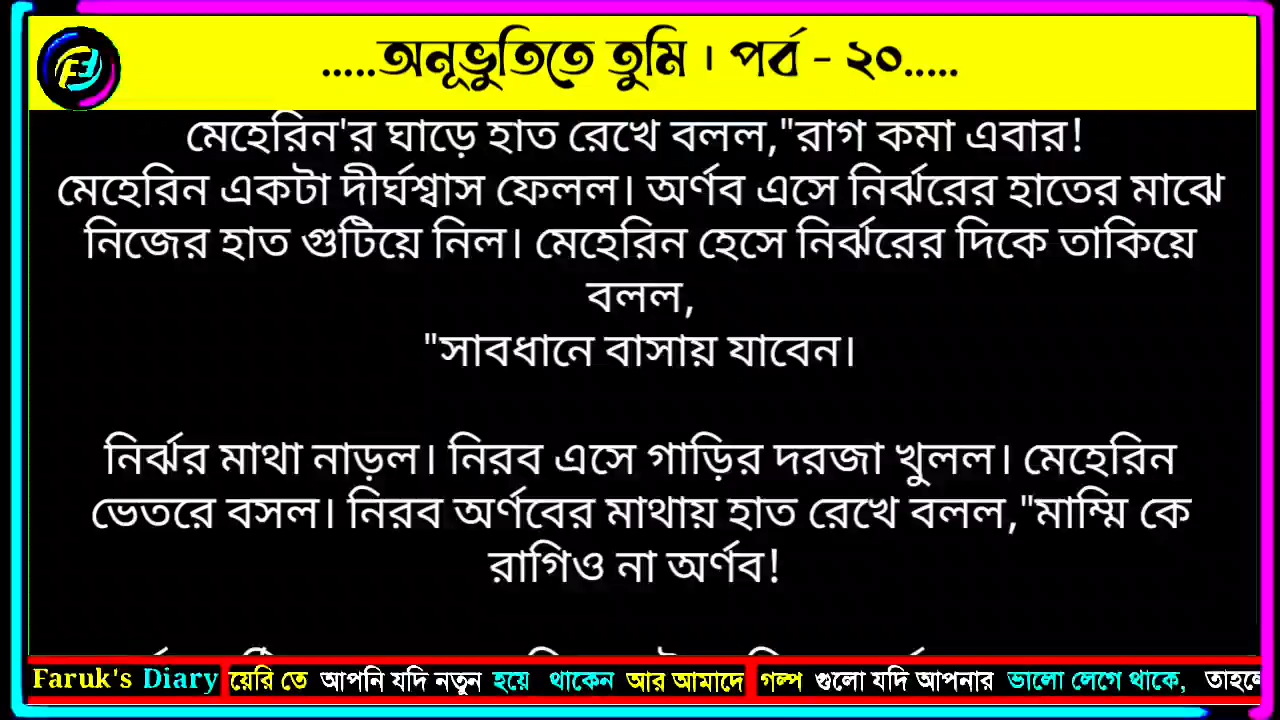 .....অনূভুতিতে তুমি । পর্ব - ২০.....
মেহেরিন'র ঘাড়ে হাত রেখে বলল,"রাগ কমা এবার!
মেহেরিন একটা দীর্ঘশ্বাস ফেলল। অর্ণব এসে নির্ঝরের হাতের মাঝে
নিজের হাত গুটিয়ে নিল। মেহেরিন হেসে নির্ঝরের দিকে তাকিয়ে
বলল,
"সাবধানে বাসায় যাবেন।
নির্ঝর মাথা নাড়ল। নিরব এসে গাড়ির দরজা খুলল। মেহেরিন
ভেতরে বসল। নিরব অর্ণবের মাথায় হাত রেখে বলল,"মাম্মি কে
রাগিও না অর্ণব!
Faruk's Diary য়েরি তে আপনি যদি নতুন হয়ে থাকেন আর আমাদে গল্প গুলো যদি আপনার ভালো লেগে থাকে,